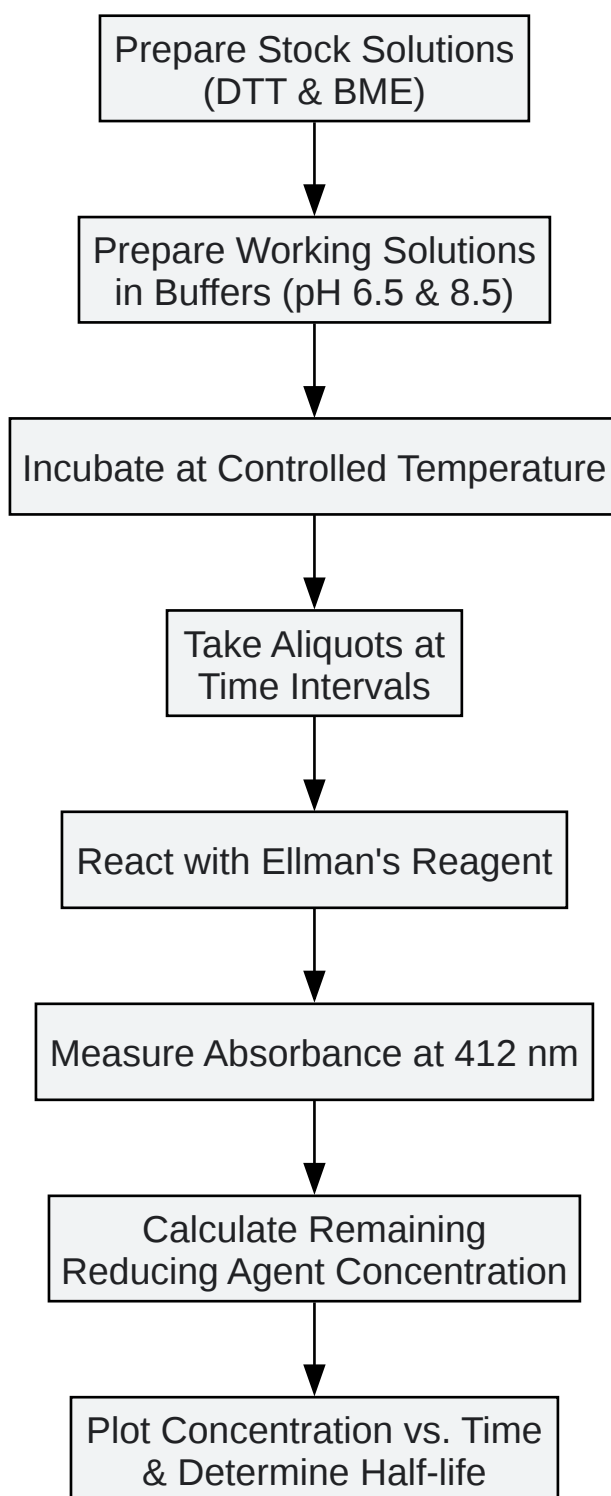 Prepare Stock Solutions
(DTT & BME)
Prepare Working Solutions
in Buffers (pH 6.5 & 8.5)
Incubate at Controlled Temperature
Take Aliquots at
Time Intervals
React with Ellman's Reagent
Measure Absorbance at 412 nm
Calculate Remaining
Reducing Agent Concentration
Plot Concentration vs. Time
& Determine Half-life